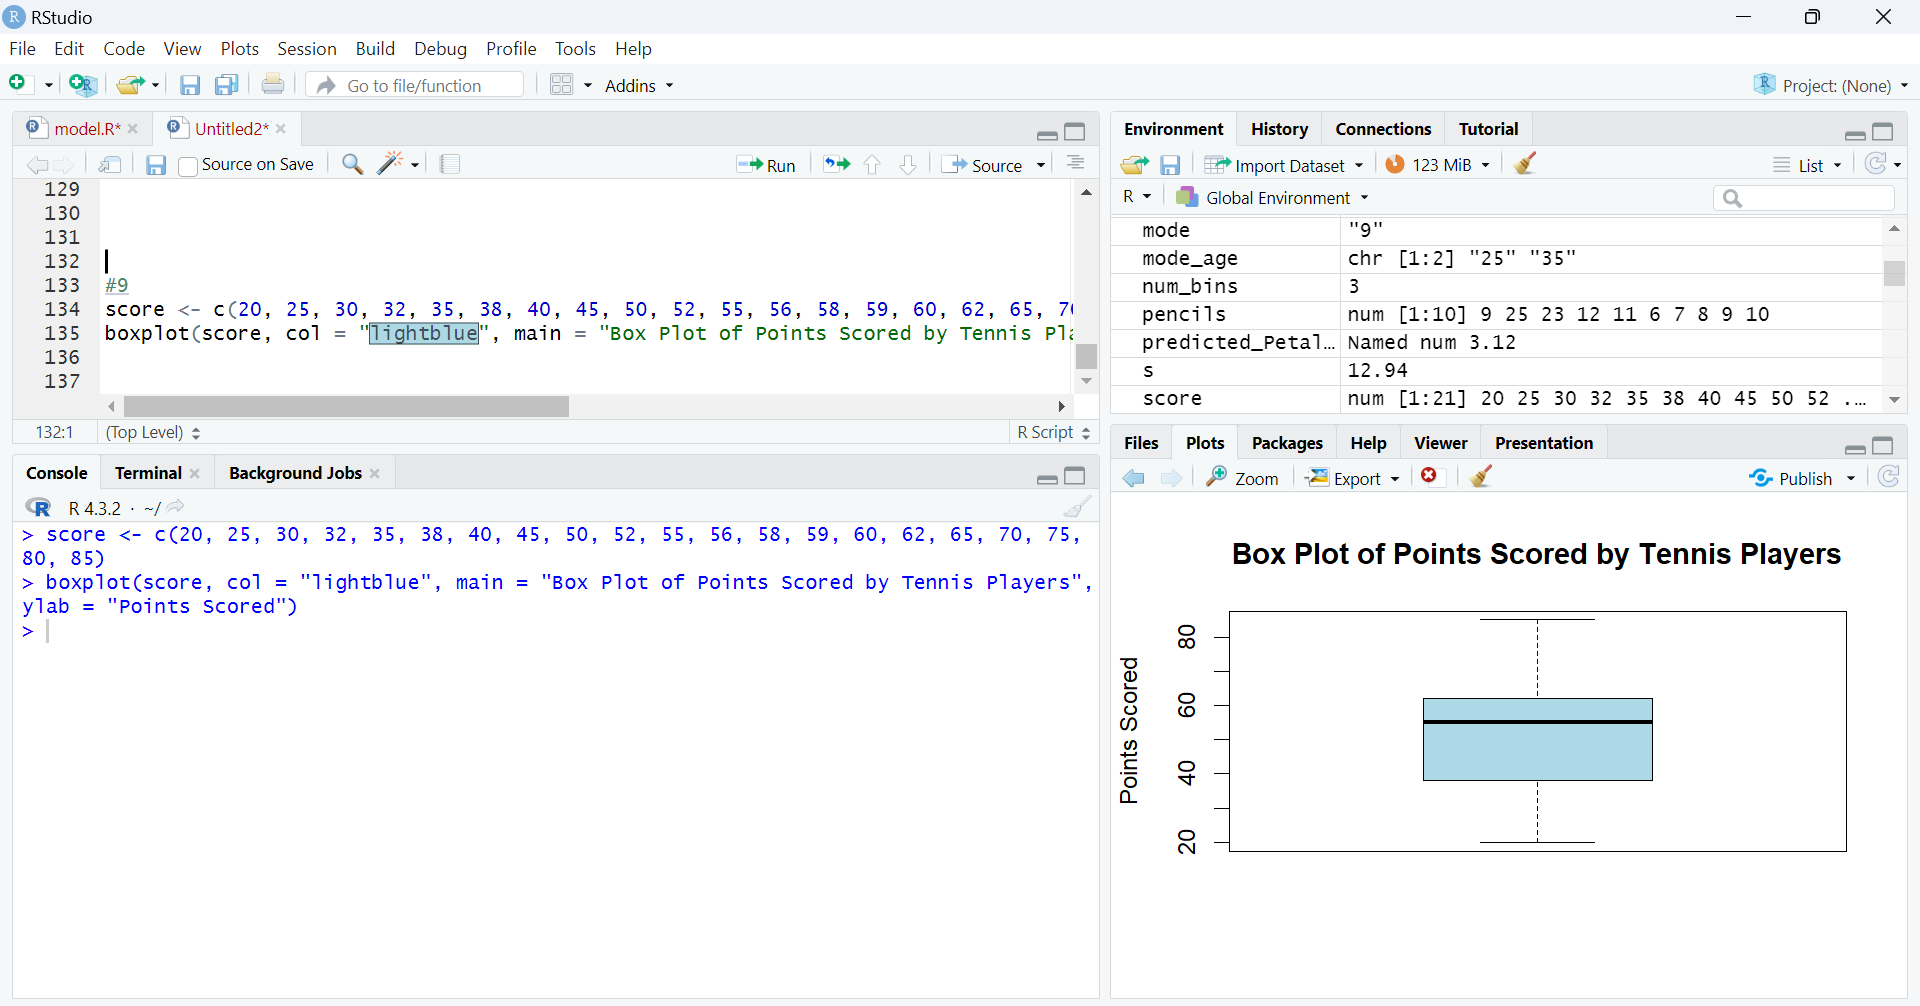 RStudio
File Edit Code View Plots Session Build Debug Profile Tools Help
Go to file/function Addins Project: (None)
model.R* Untitled2*
Source on Save Run Source
129
130
131
132
133 #9
134 score <- c(20, 25, 30, 32, 35, 38, 40, 45, 50, 52, 55, 56, 58, 59, 60, 62, 65, 7
135 boxplot(score, col = "lightblue", main = "Box Plot of Points Scored by Tennis Pla
136
137
132:1 (Top Level) R Script
Console Terminal Background Jobs
R 4.3.2 · ~/
> score <- c(20, 25, 30, 32, 35, 38, 40, 45, 50, 52, 55, 56, 58, 59, 60, 62, 65, 70, 75,
80, 85)
> boxplot(score, col = "lightblue", main = "Box Plot of Points Scored by Tennis Players",
ylab = "Points Scored")
>
Environment History Connections Tutorial
Import Dataset 123 MiB List
R Global Environment
mode "9"
mode_age chr [1:2] "25" "35"
num_bins 3
pencils num [1:10] 9 25 23 12 11 6 7 8 9 10
predicted_Petal… Named num 3.12
s 12.94
score num [1:21] 20 25 30 32 35 38 40 45 50 52 ...
Files Plots Packages Help Viewer Presentation
Zoom Export Publish
Box Plot of Points Scored by Tennis Players
Points Scored
80
60
40
20